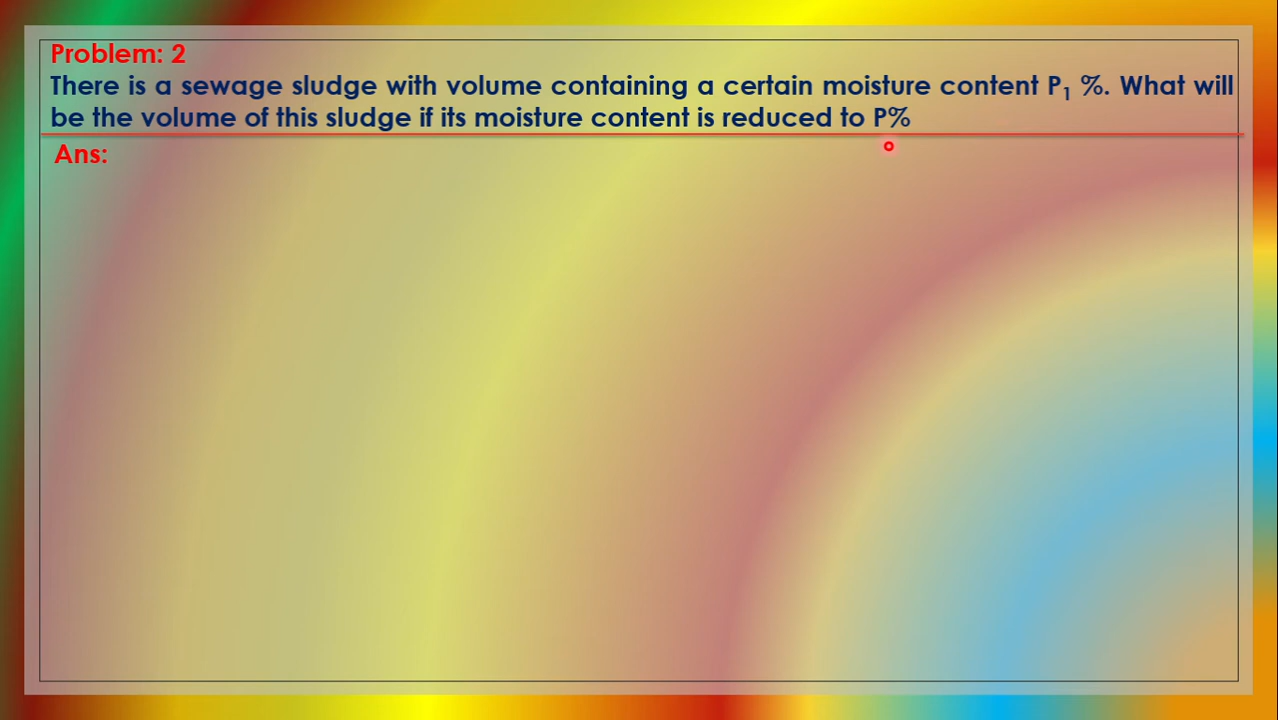 Problem: 2
There is a sewage sludge with volume containing a certain moisture content P₁ %. What will
be the volume of this sludge if its moisture content is reduced to P%
Ans: